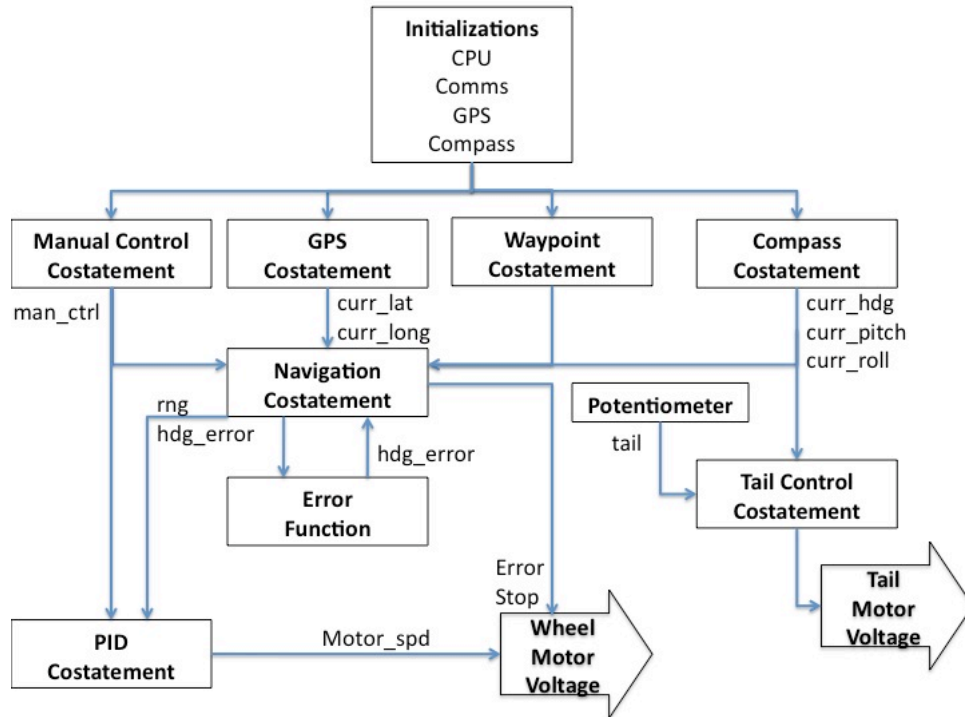 Initializations
CPU
Comms
GPS
Compass
Manual Control
Costatement
GPS
Costatement
Waypoint
Costatement
Compass
Costatement
man_ctrl
curr_lat
curr_long
curr_hdg
curr_pitch
curr_roll
Navigation
Costatement
Potentiometer
rng
hdg_error
hdg_error
tail
Error
Function
Tail Control
Costatement
Error
Stop
Tail
Motor
Voltage
PID
Costatement
Motor_spd
Wheel
Motor
Voltage